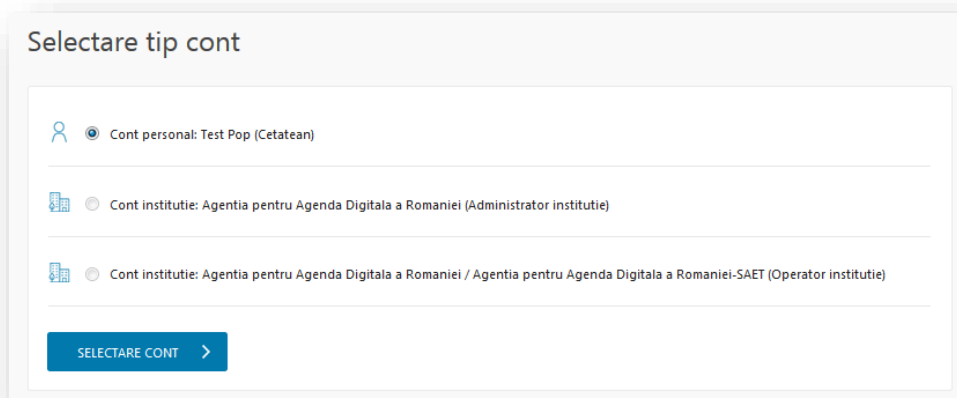 Selectare tip cont
Cont personal: Test Pop (Cetatean)
Cont institutie: Agentia pentru Agenda Digitala a Romaniei (Administrator institutie)
Cont institutie: Agentia pentru Agenda Digitala a Romaniei / Agentia pentru Agenda Digitala a Romaniei-SAET (Operator institutie)
SELECTARE CONT